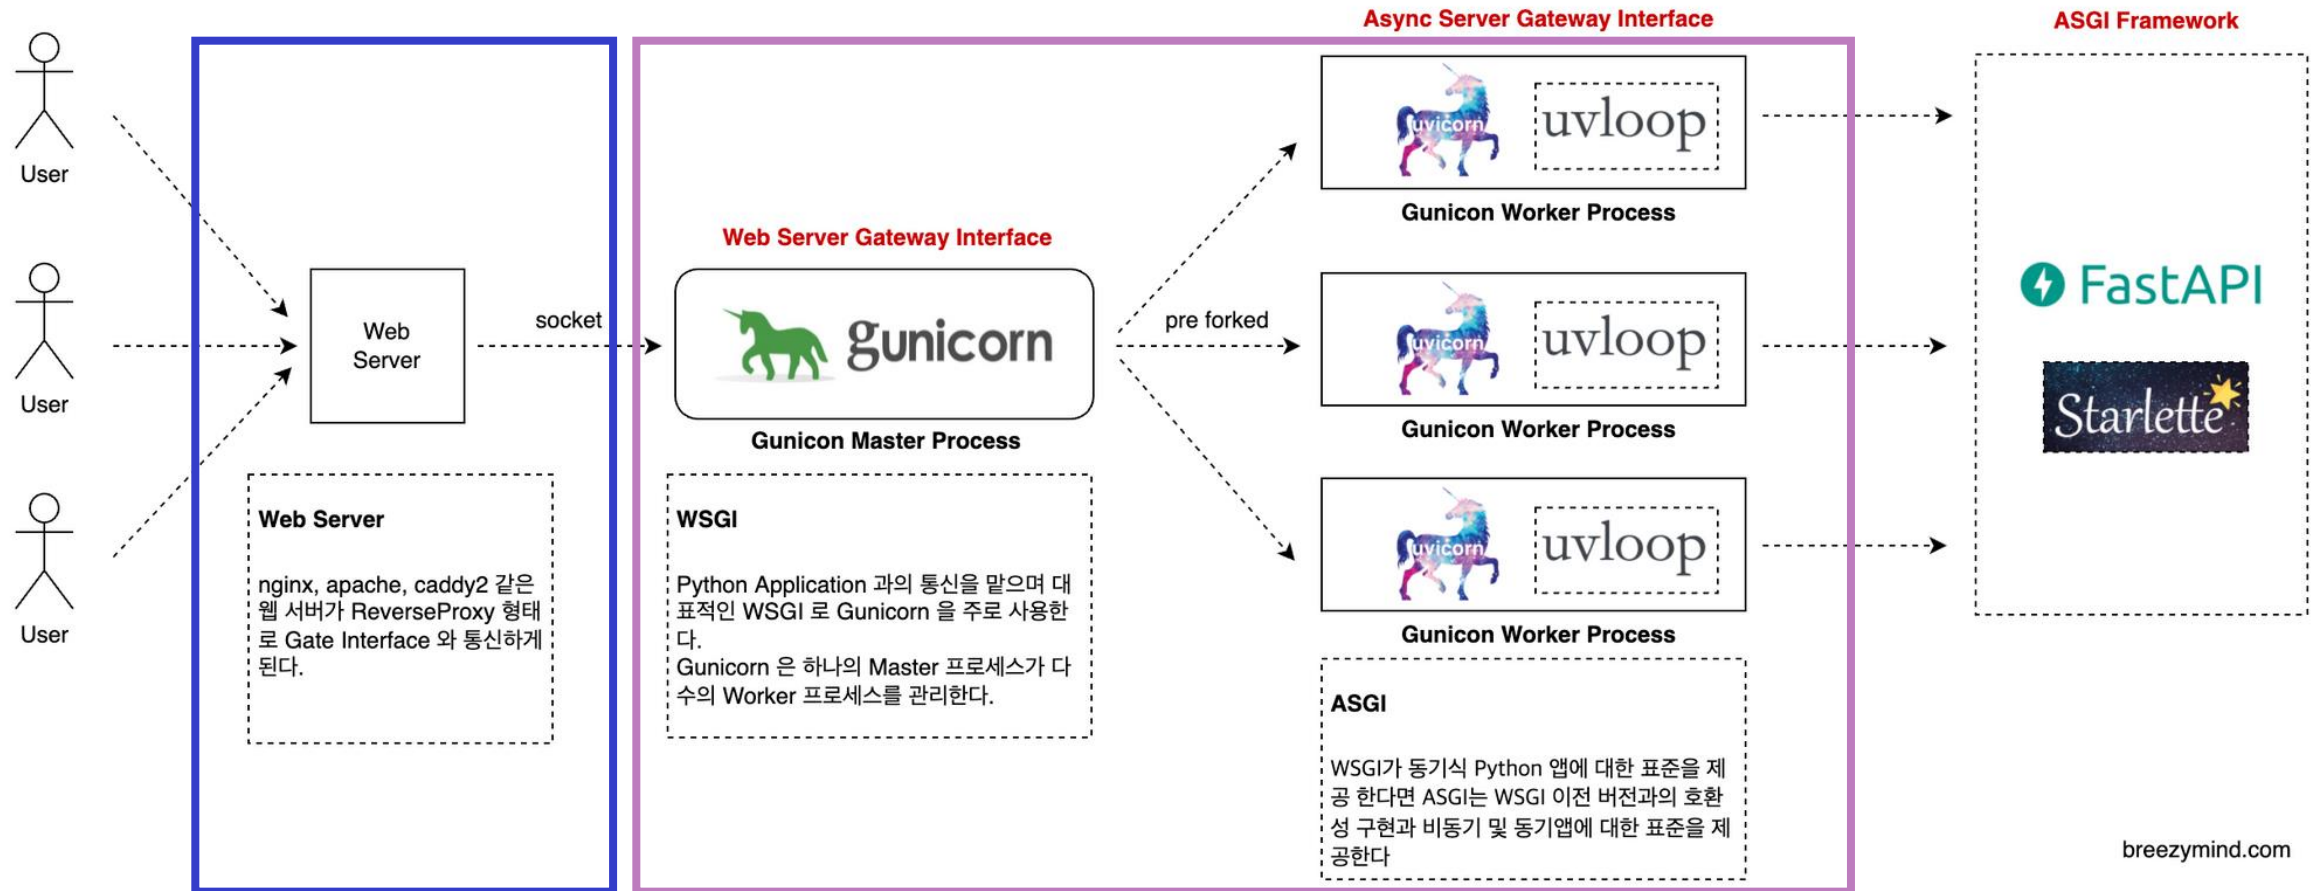 Async Server Gateway Interface
ASGI Framework
User
User
User
Web
Server
socket
Web Server Gateway Interface
gunicorn
Gunicon Master Process
pre forked
uvicorn
uvloop
Gunicon Worker Process
uvicorn
uvloop
Gunicon Worker Process
uvicorn
uvloop
Gunicon Worker Process
FastAPI
Starlette
Web Server
nginx, apache, caddy2 같은
웹 서버가 ReverseProxy 형태
로 Gate Interface 와 통신하게
된다.
WSGI
Python Application 과의 통신을 맡으며 대
표적인 WSGI 로 Gunicorn 을 주로 사용한
다.
Gunicorn 은 하나의 Master 프로세스가 다
수의 Worker 프로세스를 관리한다.
ASGI
WSGI가 동기식 Python 앱에 대한 표준을 제
공 한다면 ASGI는 WSGI 이전 버전과의 호환
성 구현과 비동기 및 동기앱에 대한 표준을 제
공한다
breezymind.com